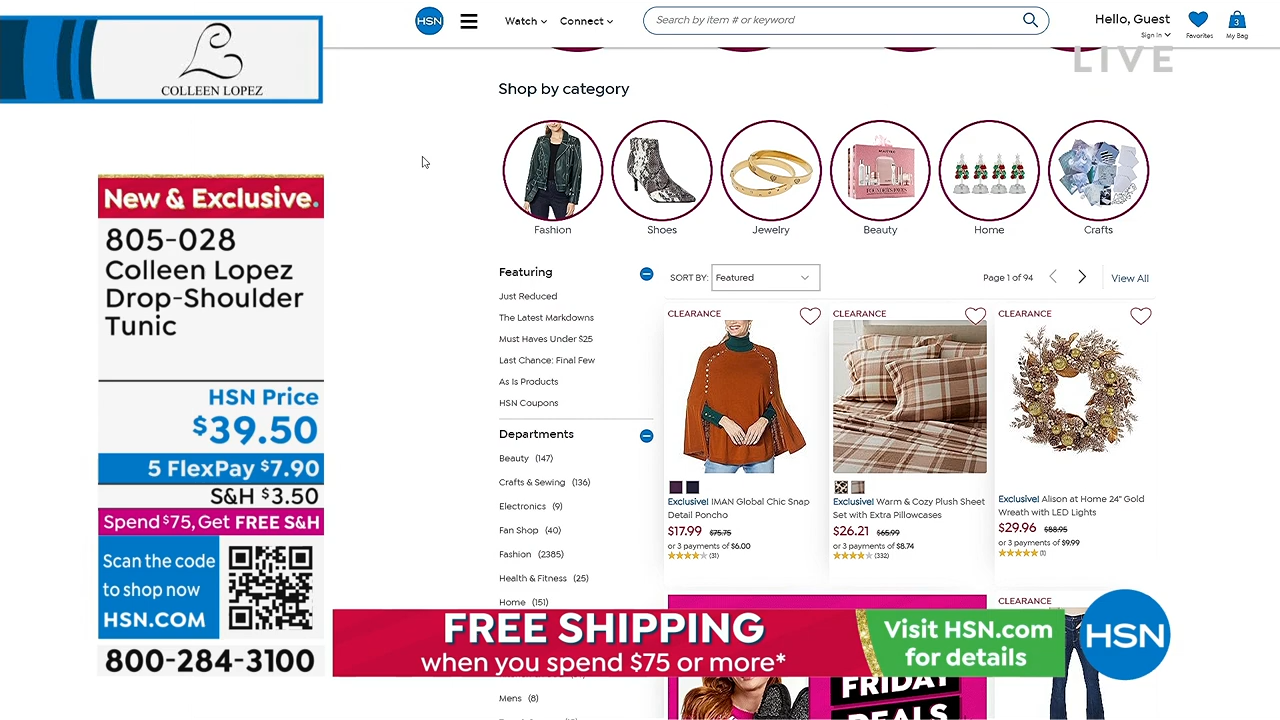 HSN
Watch
Connect
Search by item # or keyword
Hello, Guest
Sign In
Favorites
3
My Bag
LIVE
COLLEEN LOPEZ
New & Exclusive.
805-028
Colleen Lopez
Drop-Shoulder
Tunic
HSN Price
$39.50
5 FlexPay $7.90
S&H $3.50
Spend $75, Get FREE S&H
Scan the code
to shop now
HSN.COM
800-284-3100
Shop by category
Fashion
Shoes
Jewelry
Beauty
Home
Crafts
Featuring
Just Reduced
The Latest Markdowns
Must Haves Under $25
Last Chance: Final Few
As Is Products
HSN Coupons
Departments
Beauty (147)
Crafts & Sewing (136)
Electronics (9)
Fan Shop (40)
Fashion (2385)
Health & Fitness (25)
Home (151)
Mens (8)
SORT BY: Featured
Page 1 of 94
View All
CLEARANCE
Exclusive! IMAN Global Chic Snap
Detail Poncho
$17.99 $75.75
or 3 payments of $6.00
(31)
CLEARANCE
Exclusive! Warm & Cozy Plush Sheet
Set with Extra Pillowcases
$26.21 $65.99
or 3 payments of $8.74
(332)
CLEARANCE
Exclusive! Alison at Home 24" Gold
Wreath with LED Lights
$29.96 $88.95
or 3 payments of $9.99
(1)
CLEARANCE
FRIDAY
DEALS
FREE SHIPPING
when you spend $75 or more*
Visit HSN.com
for details
HSN